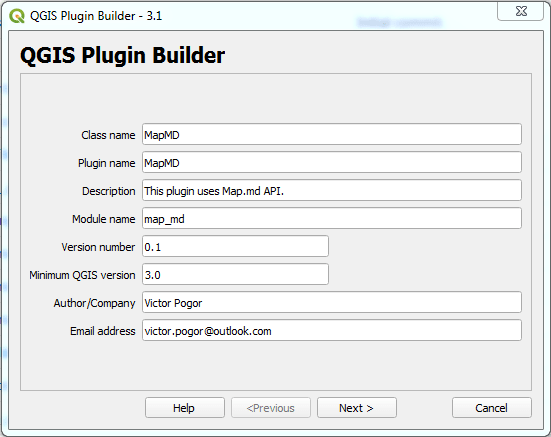 QGIS Plugin Builder - 3.1
QGIS Plugin Builder
Class name MapMD
Plugin name MapMD
Description This plugin uses Map.md API.
Module name map_md
Version number 0.1
Minimum QGIS version 3.0
Author/Company Victor Pogor
Email address victor.pogor@outlook.com
Help <Previous Next > Cancel